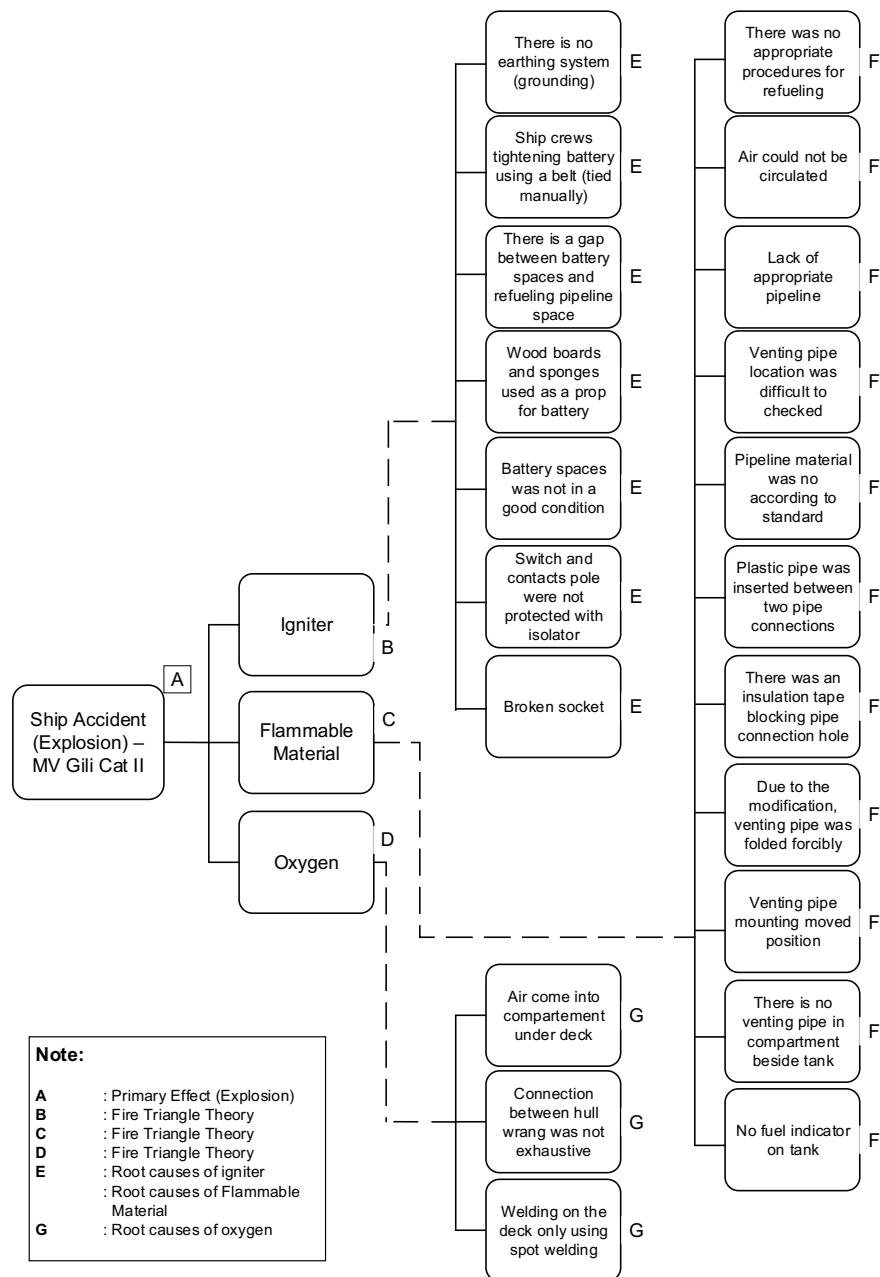 Ship Accident
(Explosion) –
MV Gili Cat II
A
Igniter
B
Flammable
Material
C
Oxygen
D
There is no
earthing system
(grounding)
E
Ship crews
tightening battery
using a belt (tied
manually)
E
There is a gap
between battery
spaces and
refueling pipeline
space
E
Wood boards
and sponges
used as a prop
for battery
E
Battery spaces
was not in a
good condition
E
Switch and
contacts pole
were not
protected with
isolator
E
Broken socket
E
There was no
appropriate
procedures for
refueling
F
Air could not be
circulated
F
Lack of
appropriate
pipeline
F
Venting pipe
location was
difficult to
checked
F
Pipeline material
was no
according to
standard
F
Plastic pipe was
inserted between
two pipe
connections
F
There was an
insulation tape
blocking pipe
connection hole
F
Due to the
modification,
venting pipe was
folded forcibly
F
Venting pipe
mounting moved
position
F
There is no
venting pipe in
compartment
beside tank
F
No fuel indicator
on tank
F
Air come into
compartement
under deck
G
Connection
between hull
wrang was not
exhaustive
G
Welding on the
deck only using
spot welding
G
Note:
A : Primary Effect (Explosion)
B : Fire Triangle Theory
C : Fire Triangle Theory
D : Fire Triangle Theory
E : Root causes of igniter
: Root causes of Flammable
Material
G : Root causes of oxygen